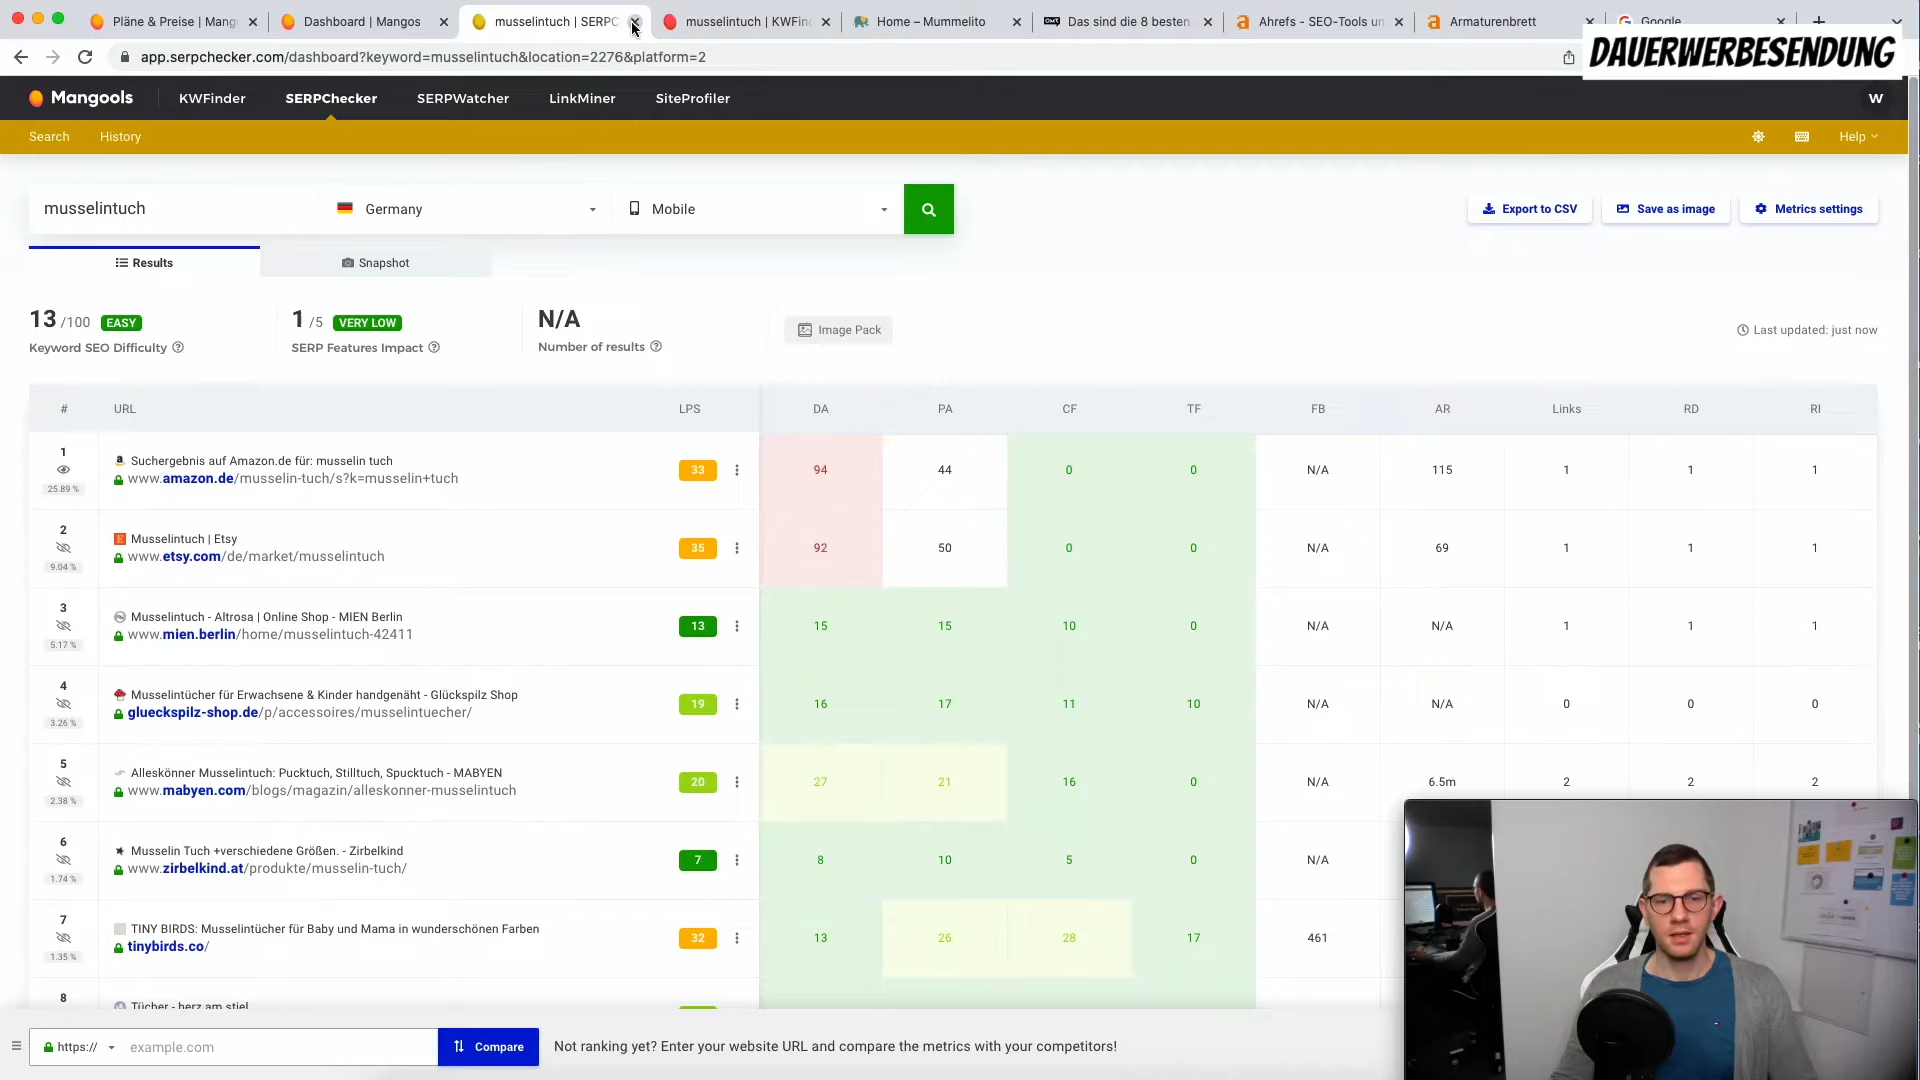 Pläne & Preise | Mang
Dashboard | Mangos
musselintuch | SERPC
musselintuch | KWFin
Home – Mummelito
Das sind die 8 besten
Ahrefs - SEO-Tools un
Armaturenbrett
Google
app.serpchecker.com/dashboard?keyword=musselintuch&location=2276&platform=2
DAUERWERBESENDUNG
Mangools
KWFinder
SERPChecker
SERPWatcher
LinkMiner
SiteProfiler
W
Search
History
Help
musselintuch
Germany
Mobile
Export to CSV
Save as image
Metrics settings
Results
Snapshot
13 /100 EASY
Keyword SEO Difficulty
1 /5 VERY LOW
SERP Features Impact
N/A
Number of results
Image Pack
Last updated: just now
# URL LPS DA PA CF TF FB AR Links RD RI
1
25.89 %
Suchergebnis auf Amazon.de für: musselin tuch
www.amazon.de/musselin-tuch/s?k=musselin+tuch
33 94 44 0 0 N/A 115 1 1 1
2
9.04 %
Musselintuch | Etsy
www.etsy.com/de/market/musselintuch
35 92 50 0 0 N/A 69 1 1 1
3
5.17 %
Musselintuch - Altrosa | Online Shop - MIEN Berlin
www.mien.berlin/home/musselintuch-42411
13 15 15 10 0 N/A N/A 1 1 1
4
3.26 %
Musselintücher für Erwachsene & Kinder handgenäht - Glückspilz Shop
glueckspilz-shop.de/p/accessoires/musselintuecher/
19 16 17 11 10 N/A N/A 0 0 0
5
2.38 %
Alleskönner Musselintuch: Pucktuch, Stilltuch, Spucktuch - MABYEN
www.mabyen.com/blogs/magazin/alleskonner-musselintuch
20 27 21 16 0 N/A 6.5m 2 2 2
6
1.74 %
Musselin Tuch +verschiedene Größen. - Zirbelkind
www.zirbelkind.at/produkte/musselin-tuch/
7 8 10 5 0 N/A
7
1.35 %
TINY BIRDS: Musselintücher für Baby und Mama in wunderschönen Farben
tinybirds.co/
32 13 26 28 17 461
8
Tücher - herz am stiel
https://
example.com
Compare
Not ranking yet? Enter your website URL and compare the metrics with your competitors!